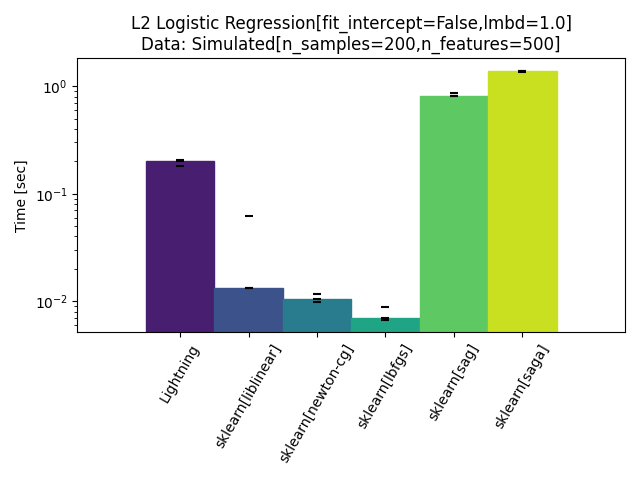 L2 Logistic Regression[fit_intercept=False,lmbd=1.0]
Data: Simulated[n_samples=200,n_features=500]
Time [sec]
10⁰
10⁻¹
10⁻²
Lightning
sklearn[liblinear]
sklearn[newton-cg]
sklearn[lbfgs]
sklearn[sag]
sklearn[saga]